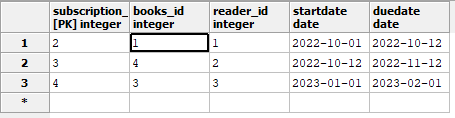 subscription_ books_id reader_id startdate duedate
[PK] integer integer integer date date
1 2 1 1 2022-10-01 2022-10-12
2 3 4 2 2022-10-12 2022-11-12
3 4 3 3 2023-01-01 2023-02-01
*